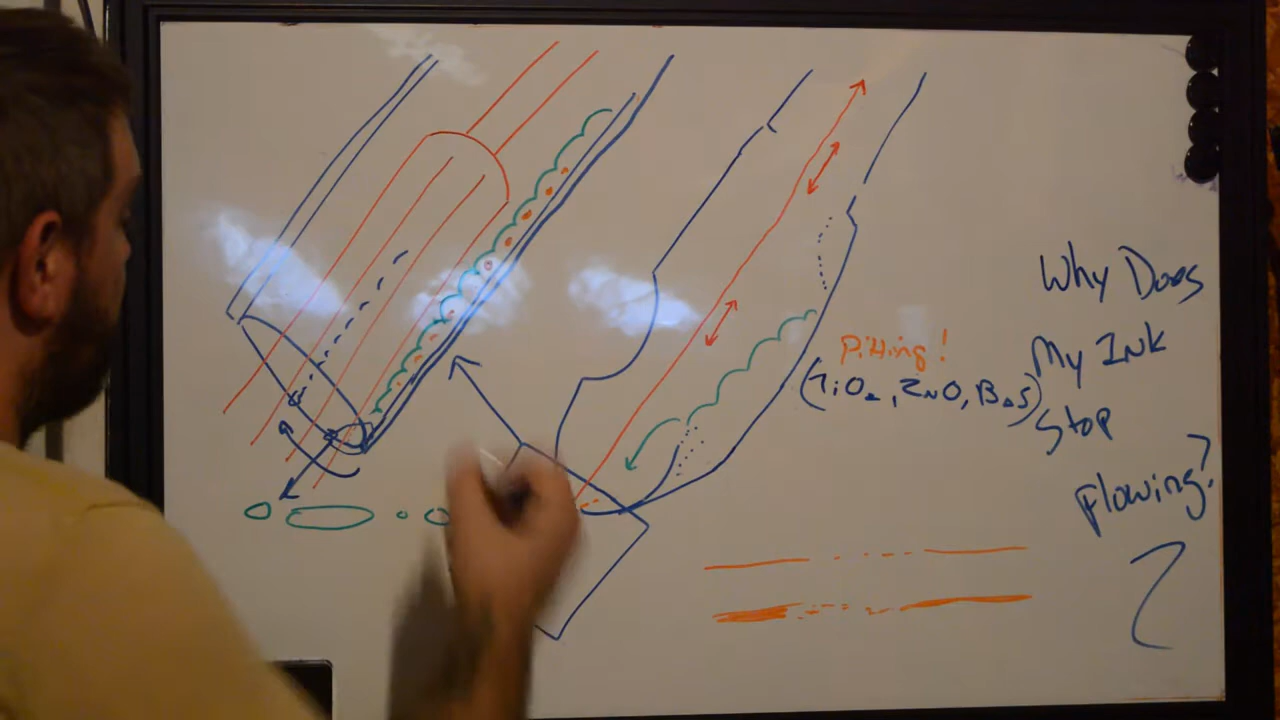 Why Does
My Ink
Stop
Flowing?
Pitting!
(TiO2, ZNO, BaS)